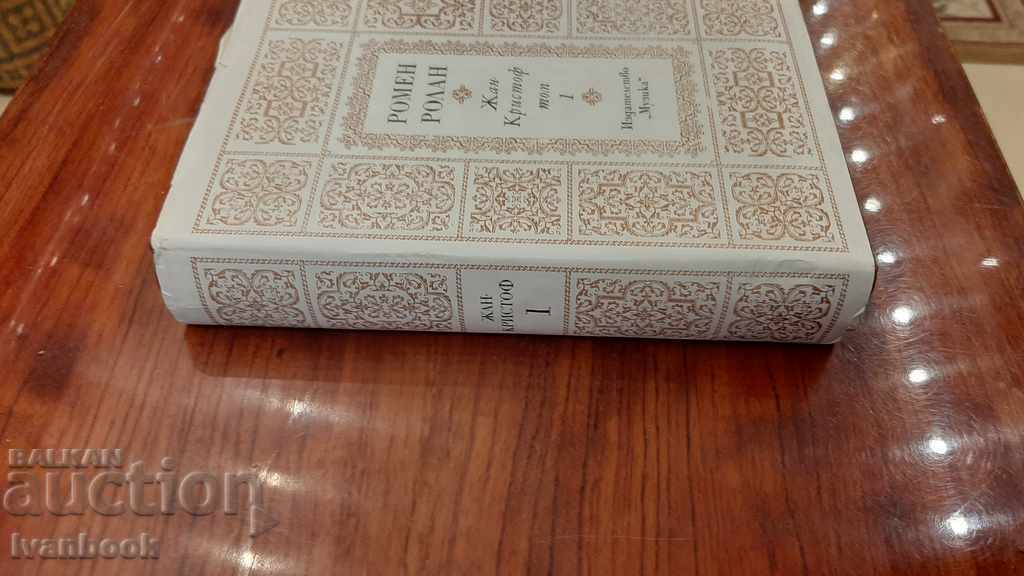 РОМЕН
РОЛАН
Жан
Кристоф
том
1
Издателство
„Музика“
ЖАН-
КРИСТОФ
1
BALKAN
auction
Ivanbook